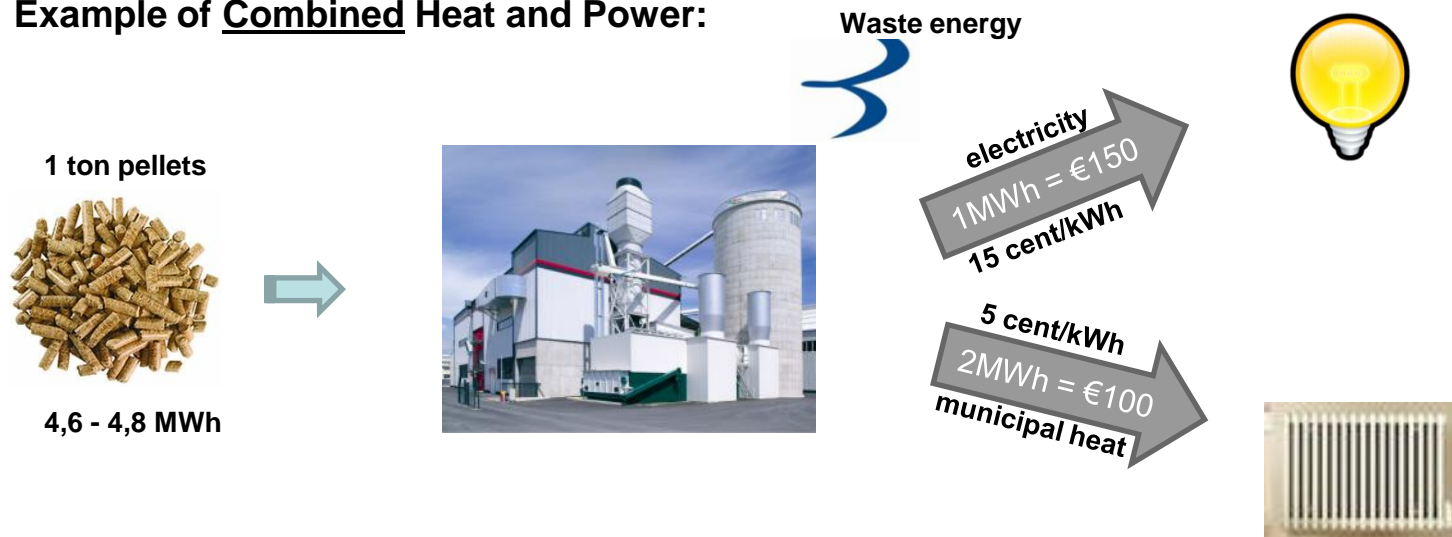 Example of Combined Heat and Power:
Waste energy
1 ton pellets
4,6 - 4,8 MWh
electricity
1MWh = €150
15 cent/kWh
5 cent/kWh
2MWh = €100
municipal heat